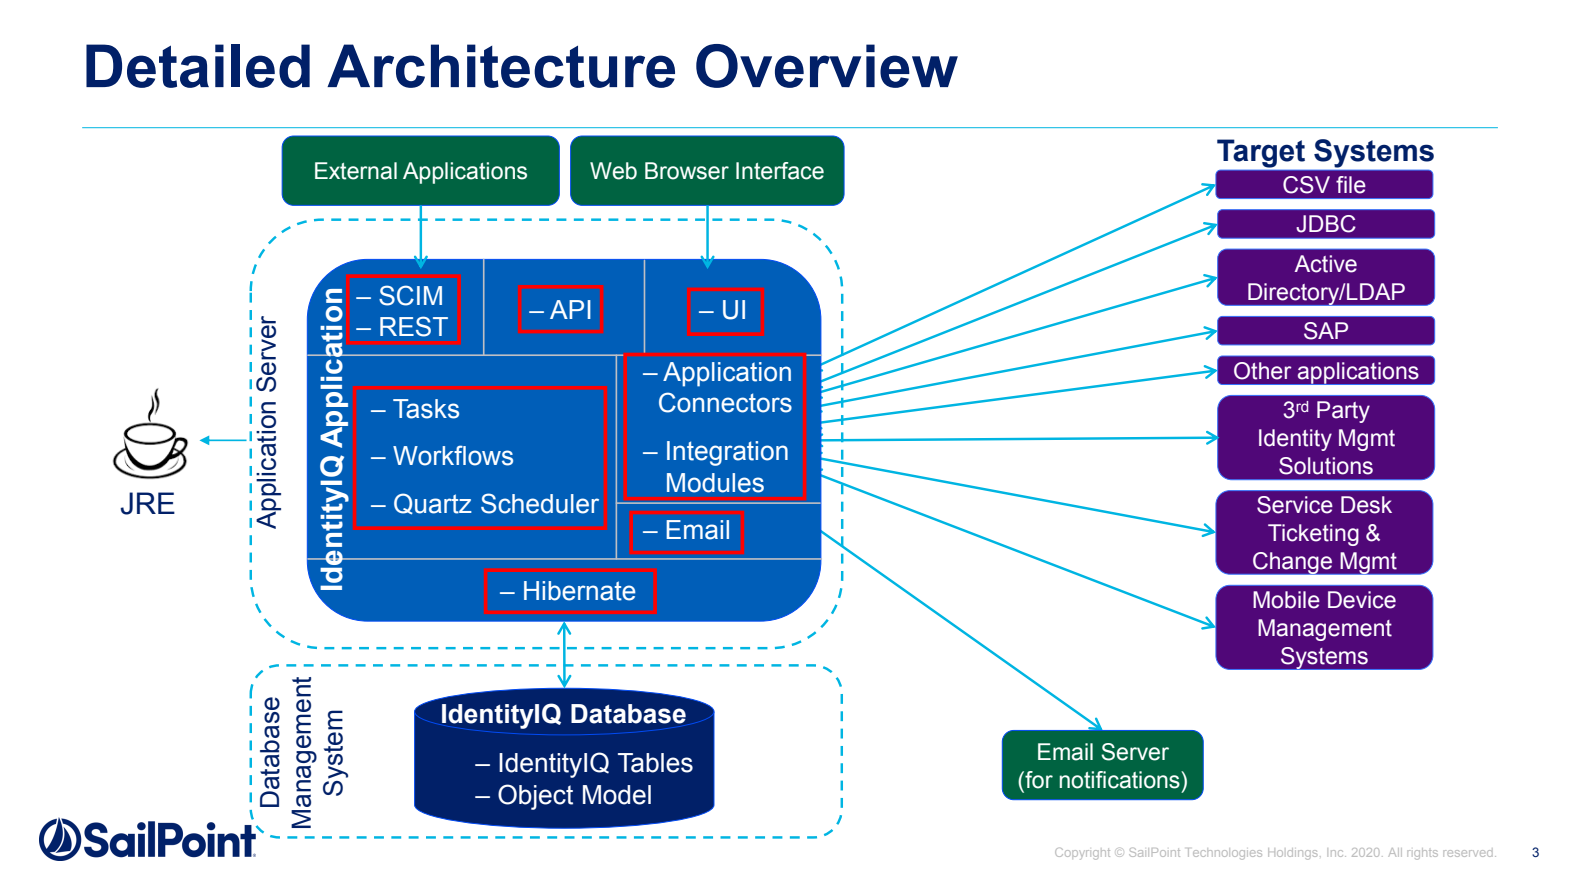 Detailed Architecture Overview
External Applications
Web Browser Interface
Target Systems
CSV file
JDBC
Active
Directory/LDAP
SAP
Other applications
3rd Party
Identity Mgmt
Solutions
Service Desk
Ticketing &
Change Mgmt
Mobile Device
Management
Systems
Application Server
IdentityIQ Application
– SCIM
– REST
– API
– UI
– Tasks
– Workflows
– Quartz Scheduler
– Application
Connectors
– Integration
Modules
– Email
– Hibernate
JRE
Database
Management
System
IdentityIQ Database
– IdentityIQ Tables
– Object Model
Email Server
(for notifications)
SailPoint
Copyright © SailPoint Technologies Holdings, Inc. 2020. All rights reserved.
3